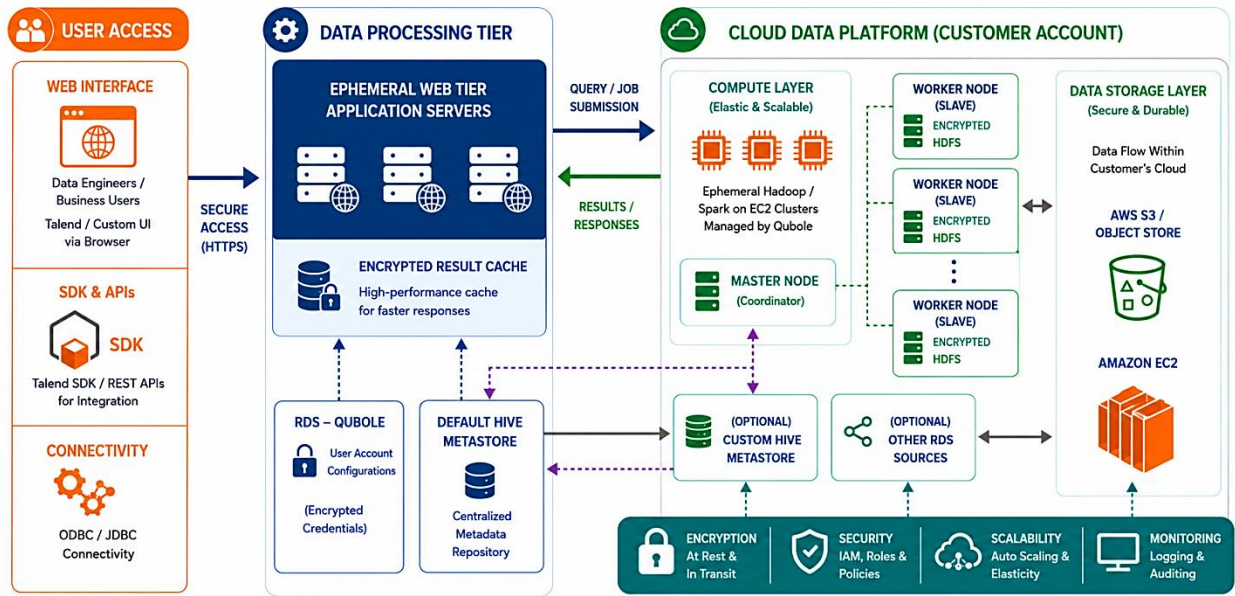 USER ACCESS
WEB INTERFACE
Data Engineers /
Business Users
Talend / Custom UI
via Browser
SDK & APIs
SDK
Talend SDK / REST APIs
for Integration
CONNECTIVITY
ODBC / JDBC
Connectivity
SECURE
ACCESS
(HTTPS)
DATA PROCESSING TIER
EPHEMERAL WEB TIER
APPLICATION SERVERS
ENCRYPTED RESULT CACHE
High-performance cache
for faster responses
RDS – QUBOLE
User Account
Configurations
(Encrypted
Credentials)
DEFAULT HIVE
METASTORE
Centralized
Metadata
Repository
QUERY / JOB
SUBMISSION
RESULTS /
RESPONSES
CLOUD DATA PLATFORM (CUSTOMER ACCOUNT)
COMPUTE LAYER
(Elastic & Scalable)
Ephemeral Hadoop /
Spark on EC2 Clusters
Managed by Qubole
MASTER NODE
(Coordinator)
WORKER NODE
(SLAVE)
ENCRYPTED
HDFS
WORKER NODE
(SLAVE)
ENCRYPTED
HDFS
WORKER NODE
(SLAVE)
ENCRYPTED
HDFS
DATA STORAGE LAYER
(Secure & Durable)
Data Flow Within
Customer's Cloud
AWS S3 /
OBJECT STORE
AMAZON EC2
(OPTIONAL)
CUSTOM HIVE
METASTORE
(OPTIONAL)
OTHER RDS
SOURCES
ENCRYPTION
At Rest &
In Transit
SECURITY
IAM, Roles &
Policies
SCALABILITY
Auto Scaling &
Elasticity
MONITORING
Logging &
Auditing